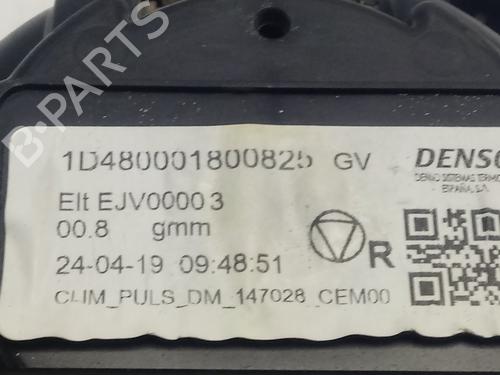 1D480001800825 GV
DENSO
DENSO SISTEMAS TERMICOS
ESPAÑA, S.A.
Elt EJV00003
00.8 gmm
R
24-04-19 09:48:51
CLIM_PULS_DM_147028_CEM00
B-PARTS